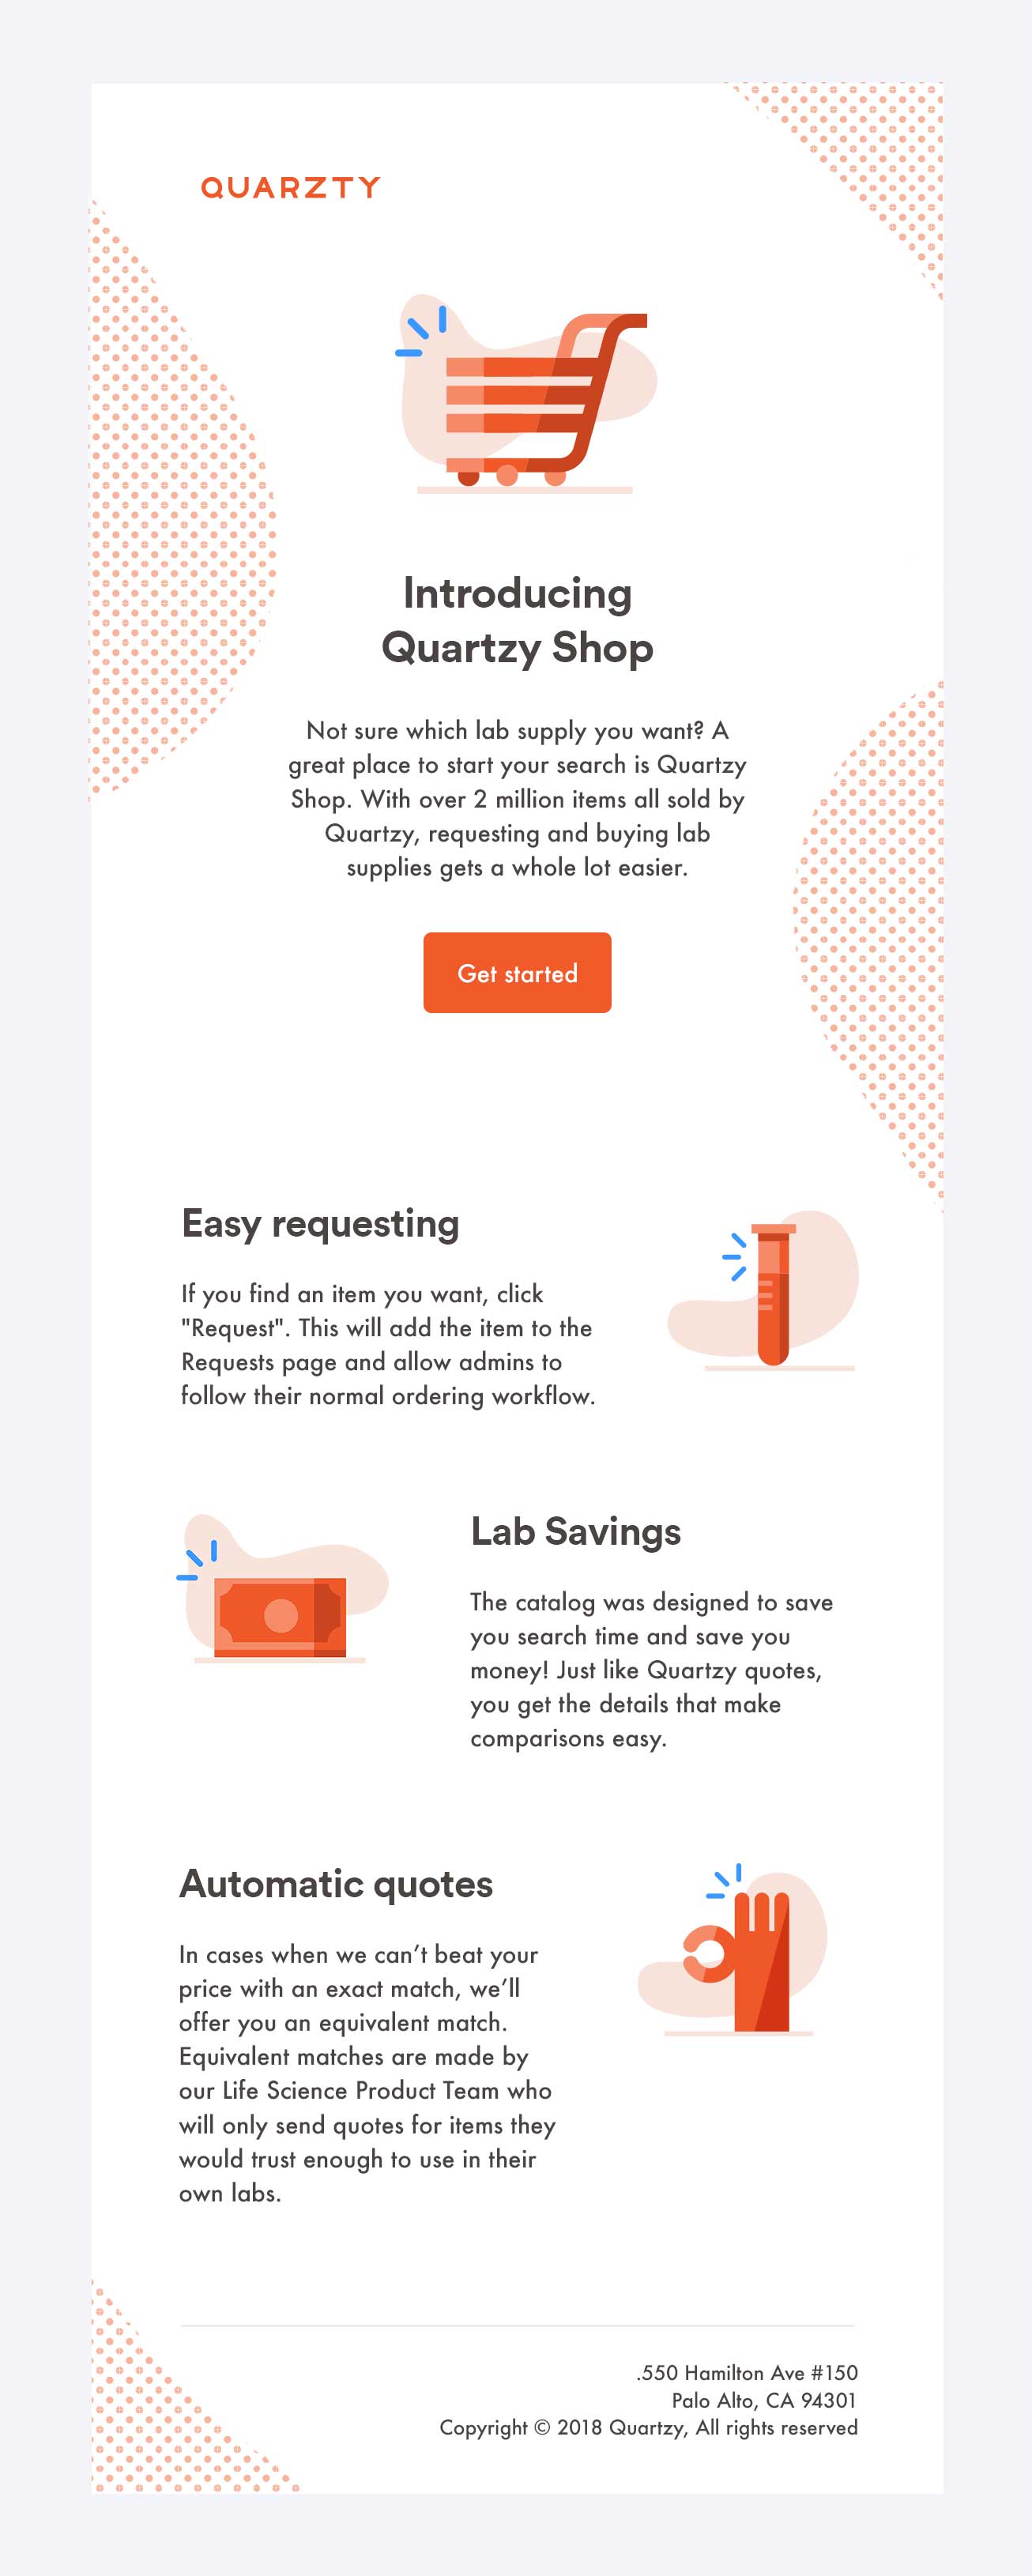 QUARZTY
Introducing
Quartzy Shop
Not sure which lab supply you want? A
great place to start your search is Quartzy
Shop. With over 2 million items all sold by
Quartzy, requesting and buying lab
supplies gets a whole lot easier.
Get started
Easy requesting
If you find an item you want, click
"Request". This will add the item to the
Requests page and allow admins to
follow their normal ordering workflow.
Lab Savings
The catalog was designed to save
you search time and save you
money! Just like Quartzy quotes,
you get the details that make
comparisons easy.
Automatic quotes
In cases when we can’t beat your
price with an exact match, we’ll
offer you an equivalent match.
Equivalent matches are made by
our Life Science Product Team who
will only send quotes for items they
would trust enough to use in their
own labs.
.550 Hamilton Ave #150
Palo Alto, CA 94301
Copyright © 2018 Quartzy, All rights reserved